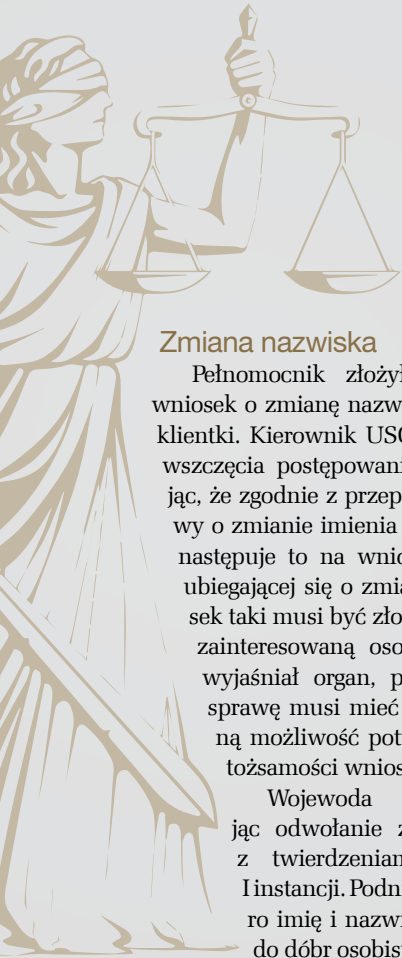 Zmiana nazwiska
Pełnomocnik złożył
wniosek o zmianę nazw
klientki. Kierownik USC
wszczęcia postępowani
jąc, że zgodnie z przep
wy o zmianie imienia
następuje to na wnio
ubiegającej się o zmia
sek taki musi być zło
zainteresowaną oso
wyjaśniał organ, p
sprawę musi mieć
ną możliwość pot
tożsamości wnios
Wojewoda
jąc odwołanie z
z twierdzenian
I instancji. Podni
ro imię i nazwi
do dóbr osobist